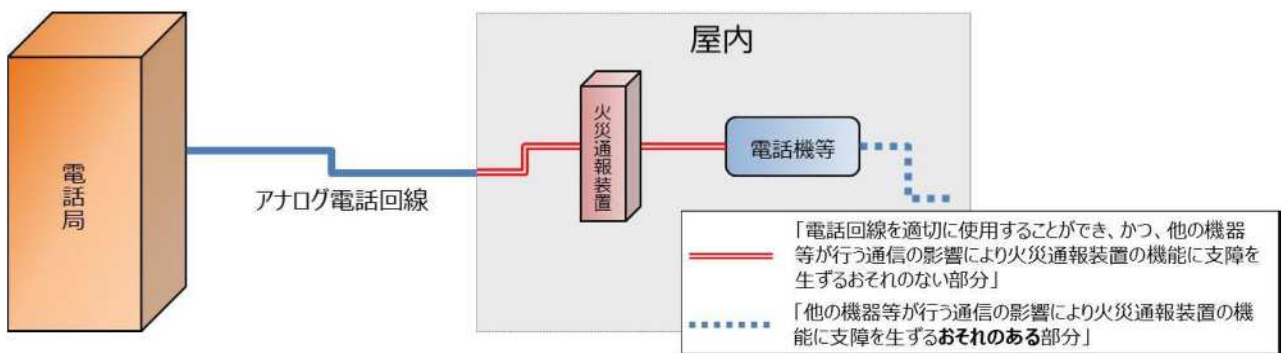 屋内
火災通報装置
電話機等
電話局
アナログ電話回線
「電話回線を適切に使用することができ、かつ、他の機器
等が行う通信の影響により火災通報装置の機能に支障を
生ずるおそれのない部分」
「他の機器等が行う通信の影響により火災通報装置の機
能に支障を生ずるおそれのある部分」